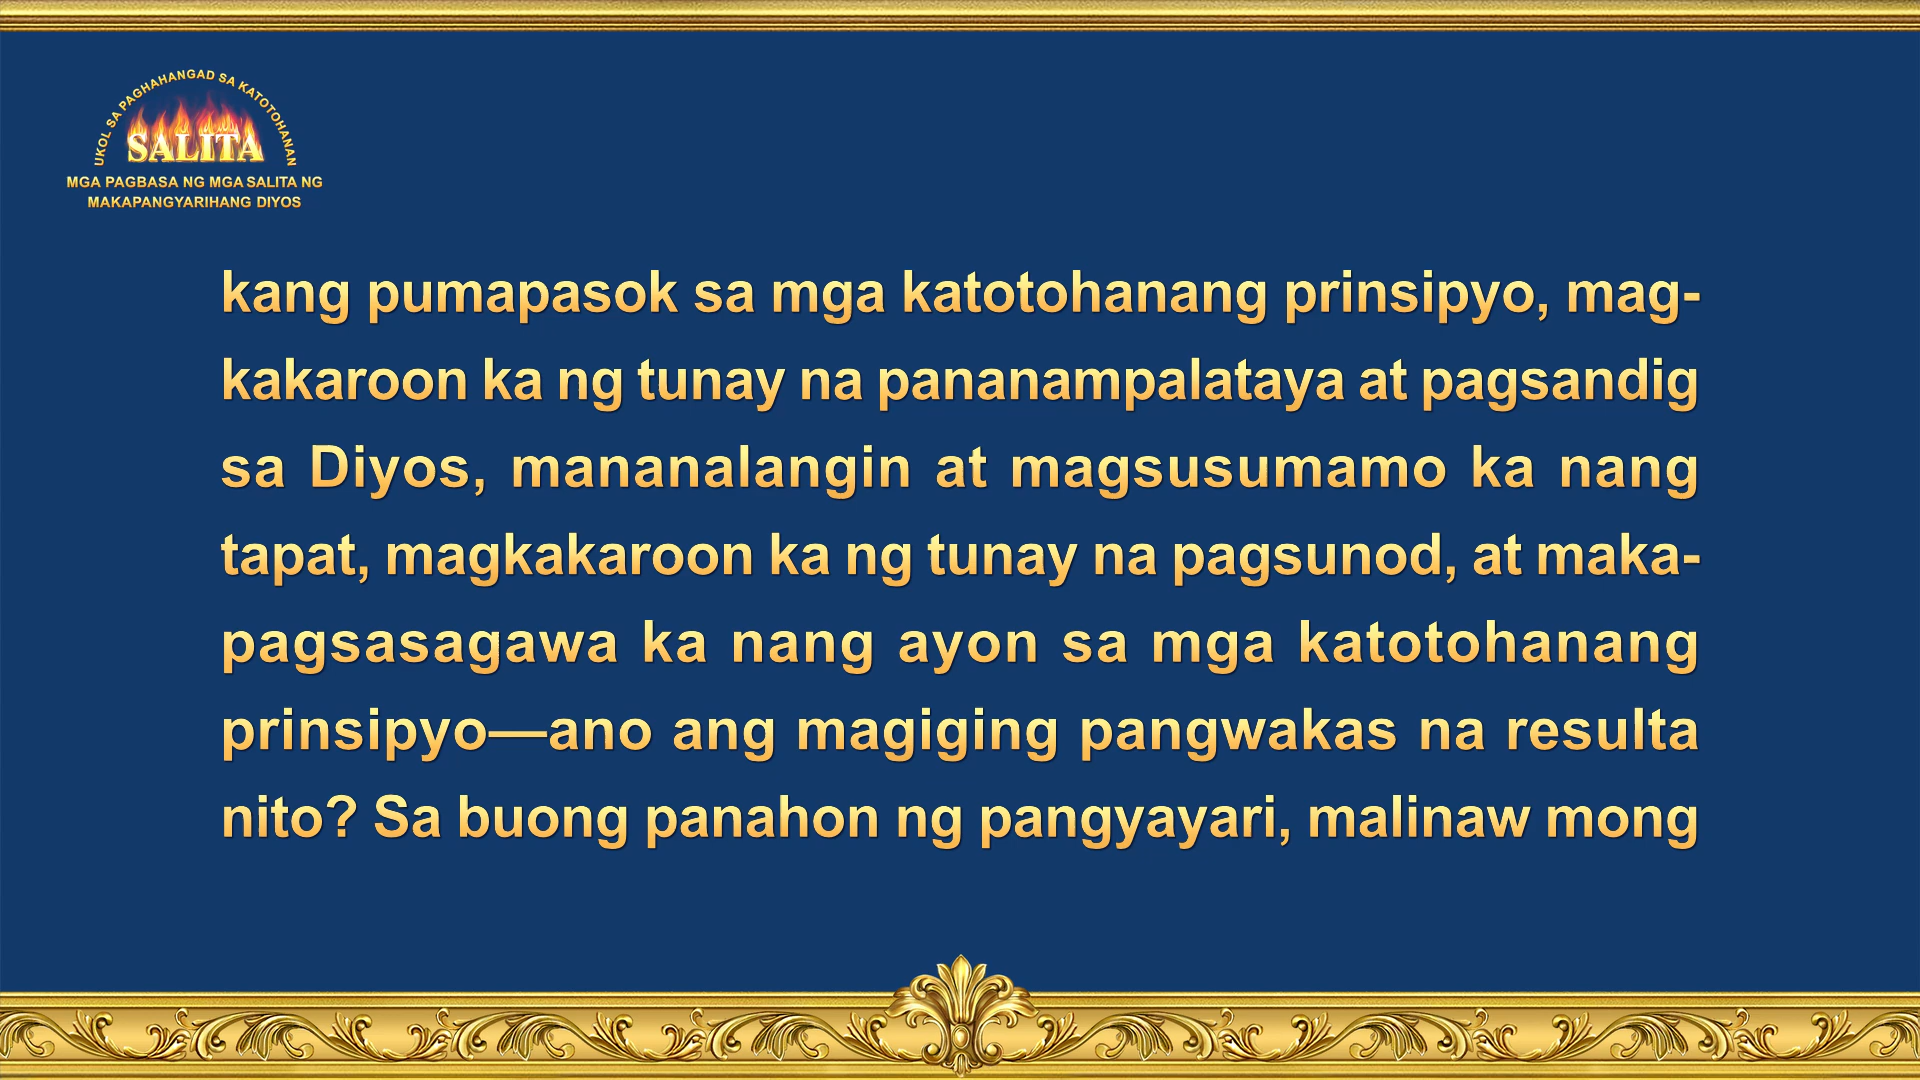 UKOL SA PAGHAHANGAD SA KATOTOHANAN
SALITA
MGA PAGBASA NG MGA SALITA NG
MAKAPANGYARIHANG DIYOS
kang pumapasok sa mga katotohanang prinsipyo, mag-
kakaroon ka ng tunay na pananampalataya at pagsandig
sa Diyos, mananalangin at magsusumamo ka nang
tapat, magkakaroon ka ng tunay na pagsunod, at maka-
pagsasagawa ka nang ayon sa mga katotohanang
prinsipyo—ano ang magiging pangwakas na resulta
nito? Sa buong panahon ng pangyayari, malinaw mong